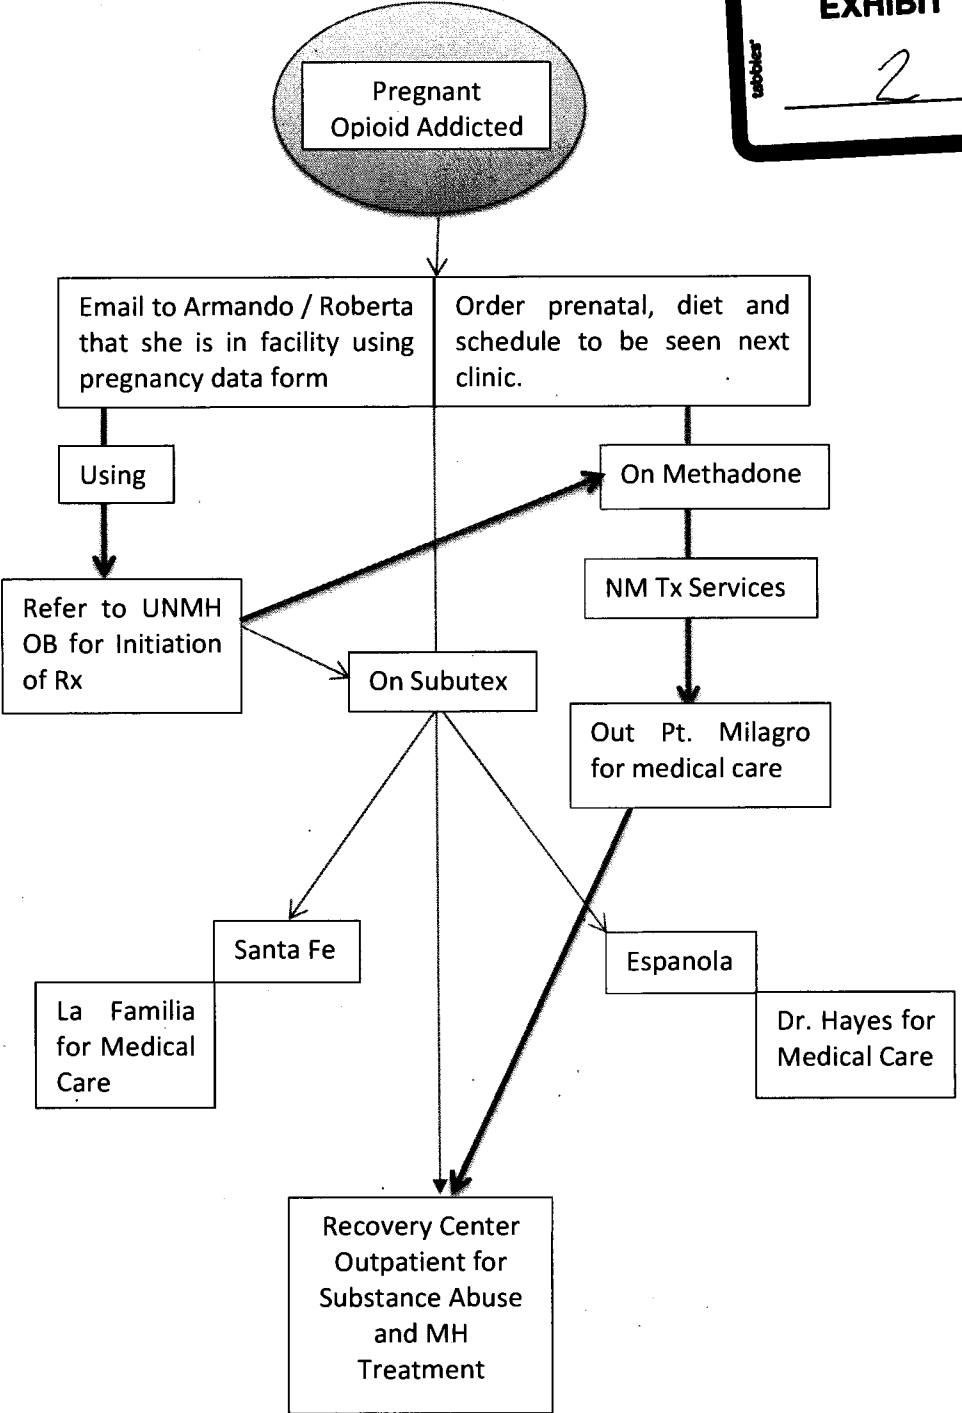 EXHIBIT
tabbies'
2
Pregnant
Opioid Addicted
Email to Armando / Roberta
that she is in facility using
pregnancy data form
Order prenatal, diet and
schedule to be seen next
clinic.
Using
On Methadone
Refer to UNMH
OB for Initiation
of Rx
NM Tx Services
On Subutex
Out Pt. Milagro
for medical care
Santa Fe
La Familia
for Medical
Care
Espanola
Dr. Hayes for
Medical Care
Recovery Center
Outpatient for
Substance Abuse
and MH
Treatment